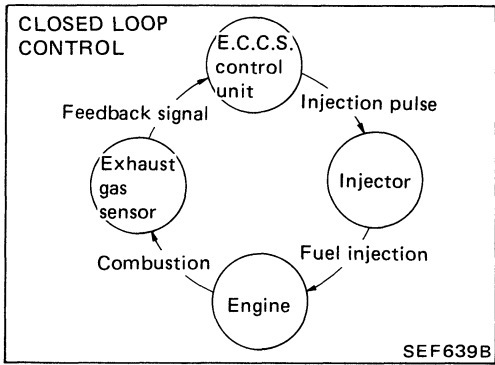 CLOSED LOOP
CONTROL
E.C.C.S.
control
unit
Injection pulse
Injector
Fuel injection
Engine
Combustion
Exhaust
gas
sensor
Feedback signal
SEF639B